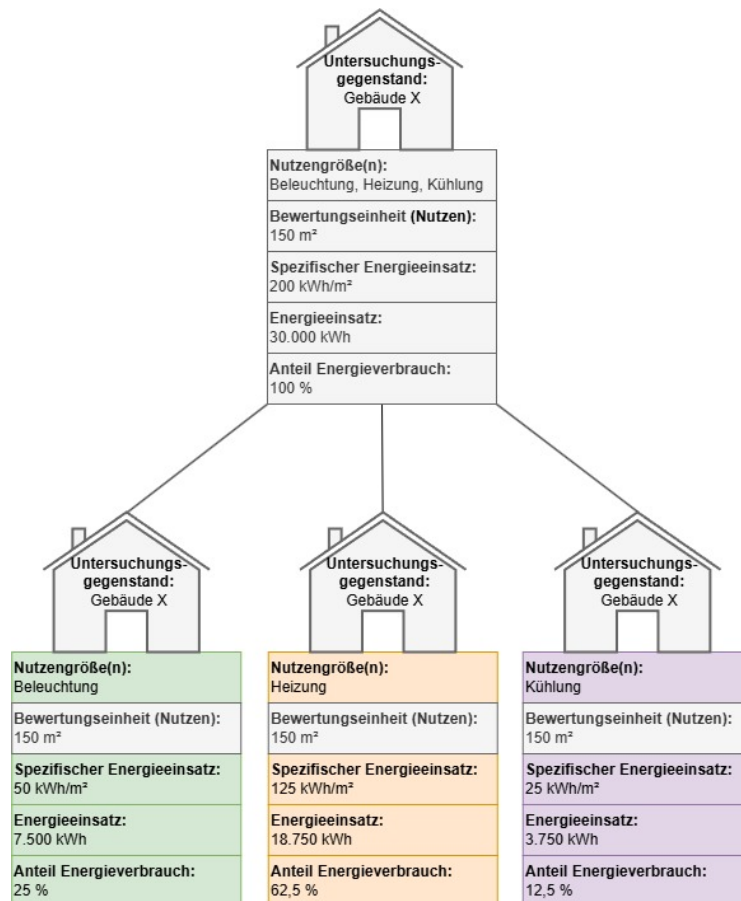 Untersuchungs-
gegenstand:
Gebäude X
Nutzengröße(n):
Beleuchtung, Heizung, Kühlung
Bewertungseinheit (Nutzen):
150 m²
Spezifischer Energieeinsatz:
200 kWh/m²
Energieeinsatz:
30.000 kWh
Anteil Energieverbrauch:
100 %
Untersuchungs-
gegenstand:
Gebäude X
Nutzengröße(n):
Beleuchtung
Bewertungseinheit (Nutzen):
150 m²
Spezifischer Energieeinsatz:
50 kWh/m²
Energieeinsatz:
7.500 kWh
Anteil Energieverbrauch:
25 %
Untersuchungs-
gegenstand:
Gebäude X
Nutzengröße(n):
Heizung
Bewertungseinheit (Nutzen):
150 m²
Spezifischer Energieeinsatz:
125 kWh/m²
Energieeinsatz:
18.750 kWh
Anteil Energieverbrauch:
62,5 %
Untersuchungs-
gegenstand:
Gebäude X
Nutzengröße(n):
Kühlung
Bewertungseinheit (Nutzen):
150 m²
Spezifischer Energieeinsatz:
25 kWh/m²
Energieeinsatz:
3.750 kWh
Anteil Energieverbrauch:
12,5 %